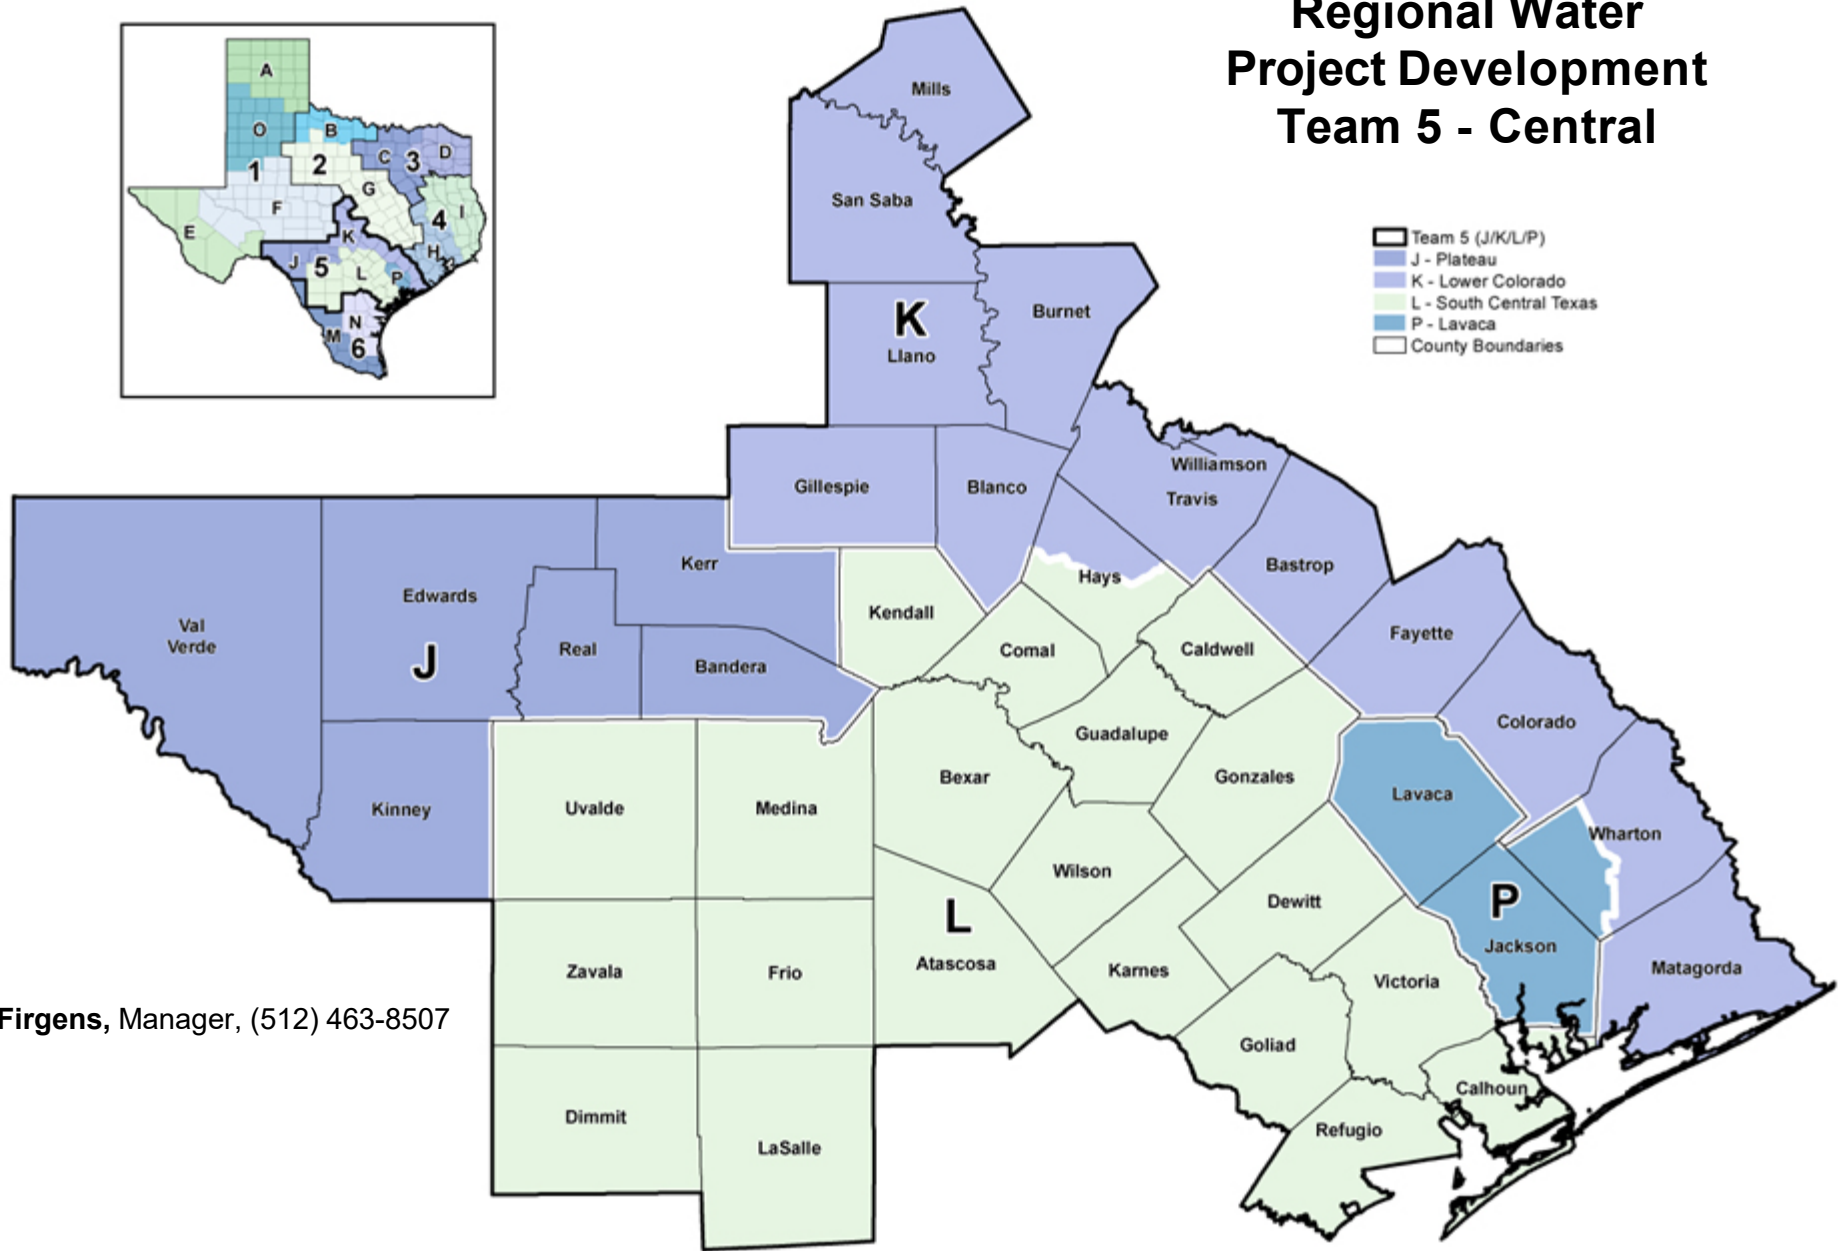 Regional Water
Project Development
Team 5 - Central
A
O
B
1
2
C
3
D
G
F
4
I
E
K
H
J
5
L
P
N
M
6
Team 5 (J/K/L/P)
J - Plateau
K - Lower Colorado
L - South Central Texas
P - Lavaca
County Boundaries
Mills
San Saba
Burnet
K
Llano
Williamson
Travis
Gillespie
Blanco
Bastrop
Kerr
Hays
Edwards
Kendall
Val
Verde
Fayette
Real
Comal
Caldwell
J
Bandera
Colorado
Guadalupe
Bexar
Gonzales
Lavaca
Kinney
Uvalde
Medina
Wharton
Wilson
Dewitt
P
L
Jackson
Atascosa
Zavala
Frio
Karnes
Victoria
Matagorda
Firgens, Manager, (512) 463-8507
Goliad
Calhoun
Dimmit
Refugio
LaSalle